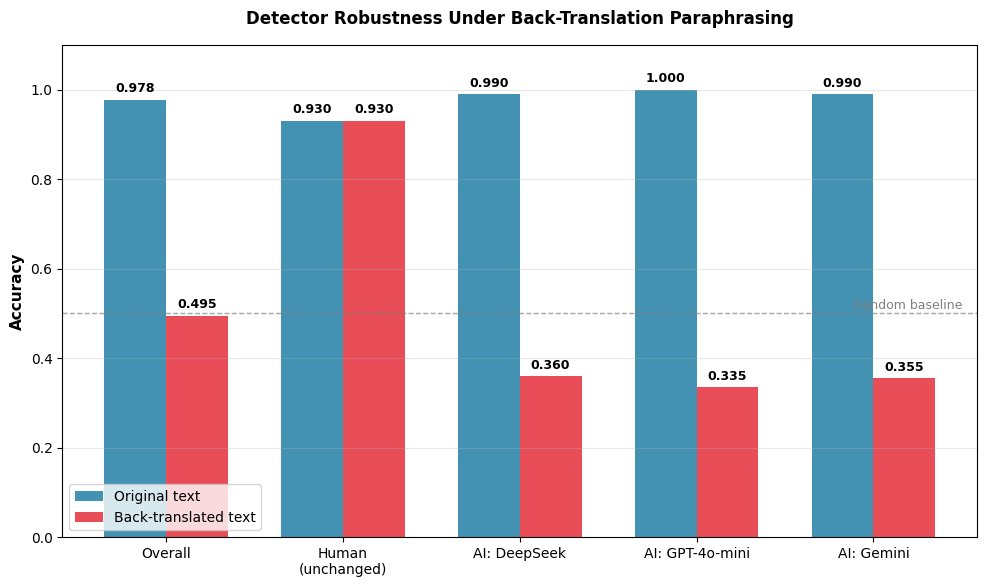 Detector Robustness Under Back-Translation Paraphrasing
Accuracy
1.0
0.8
0.6
0.4
0.2
0.0
0.978
0.495
0.930
0.930
0.990
0.360
1.000
0.335
0.990
0.355
Random baseline
Original text
Back-translated text
Overall
Human
(unchanged)
AI: DeepSeek
AI: GPT-4o-mini
AI: Gemini